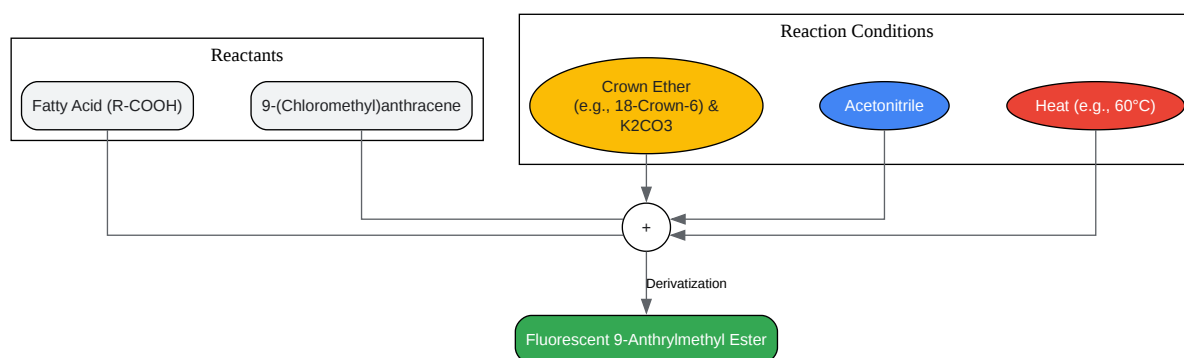 Reactants
Reaction Conditions
Fatty Acid (R-COOH)
9-(Chloromethyl)anthracene
Crown Ether
(e.g., 18-Crown-6) &
K2CO3
Acetonitrile
Heat (e.g., 60°C)
+
Derivatization
Fluorescent 9-Anthrylmethyl Ester